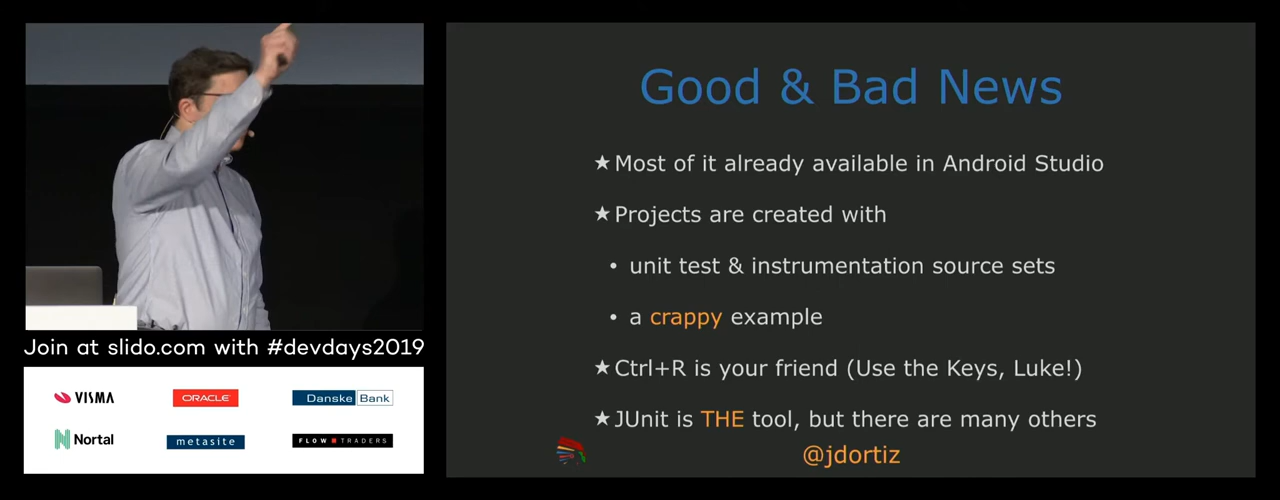 Good & Bad News
★Most of it already available in Android Studio
★Projects are created with
• unit test & instrumentation source sets
• a crappy example
★Ctrl+R is your friend (Use the Keys, Luke!)
★JUnit is THE tool, but there are many others
@jdortiz
Join at slido.com with #devdays2019
VISMA
ORACLE
Danske Bank
Nortal
metasite
FLOW TRADERS